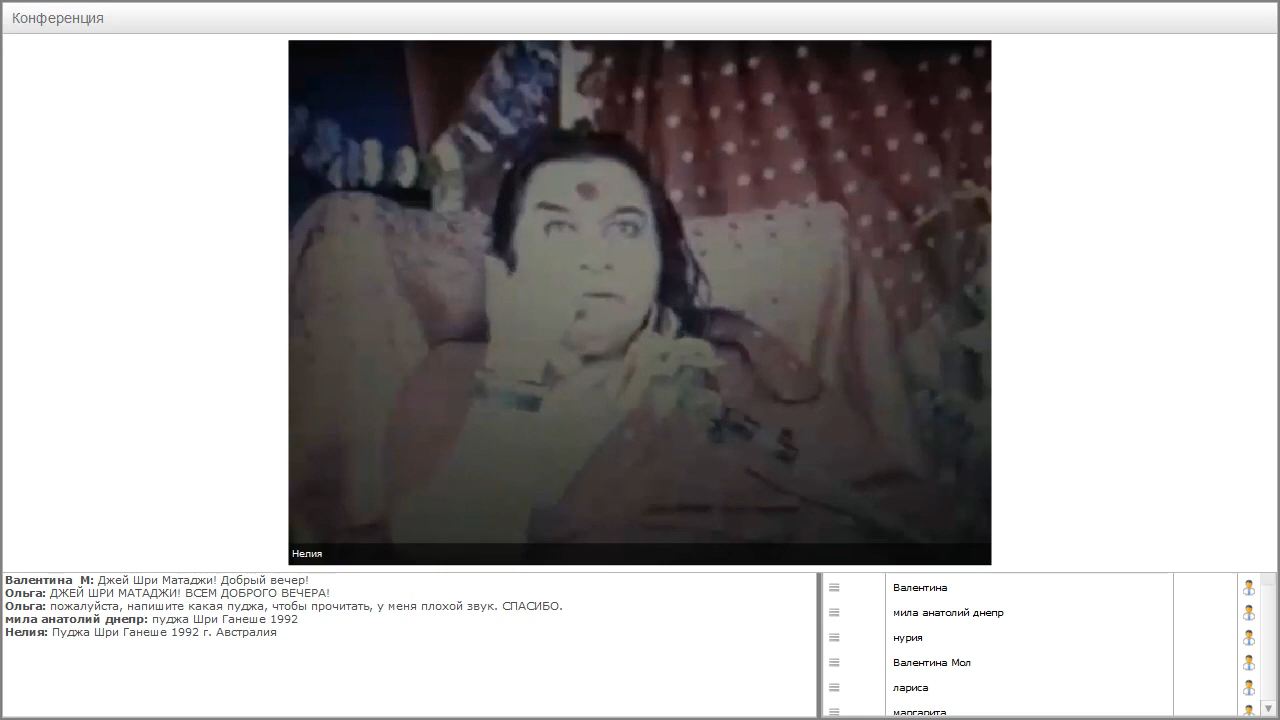 Конференция
Нелия
Валентина М: Джей Шри Матаджи! Добрый вечер!
Ольга: ДЖЕЙ ШРИ МАТАДЖИ! ВСЕМ ДОБРОГО ВЕЧЕРА!
Ольга: пожалуйста, напишите какая пуджа, чтобы прочитать, у меня плохой звук. СПАСИБО.
мила анатолий днепр: пуджа Шри Ганеше 1992
Нелия: Пуджа Шри Ганеше 1992 г. Австралия
Валентина
мила анатолий днепр
нурия
Валентина Мол
лариса
маргарита